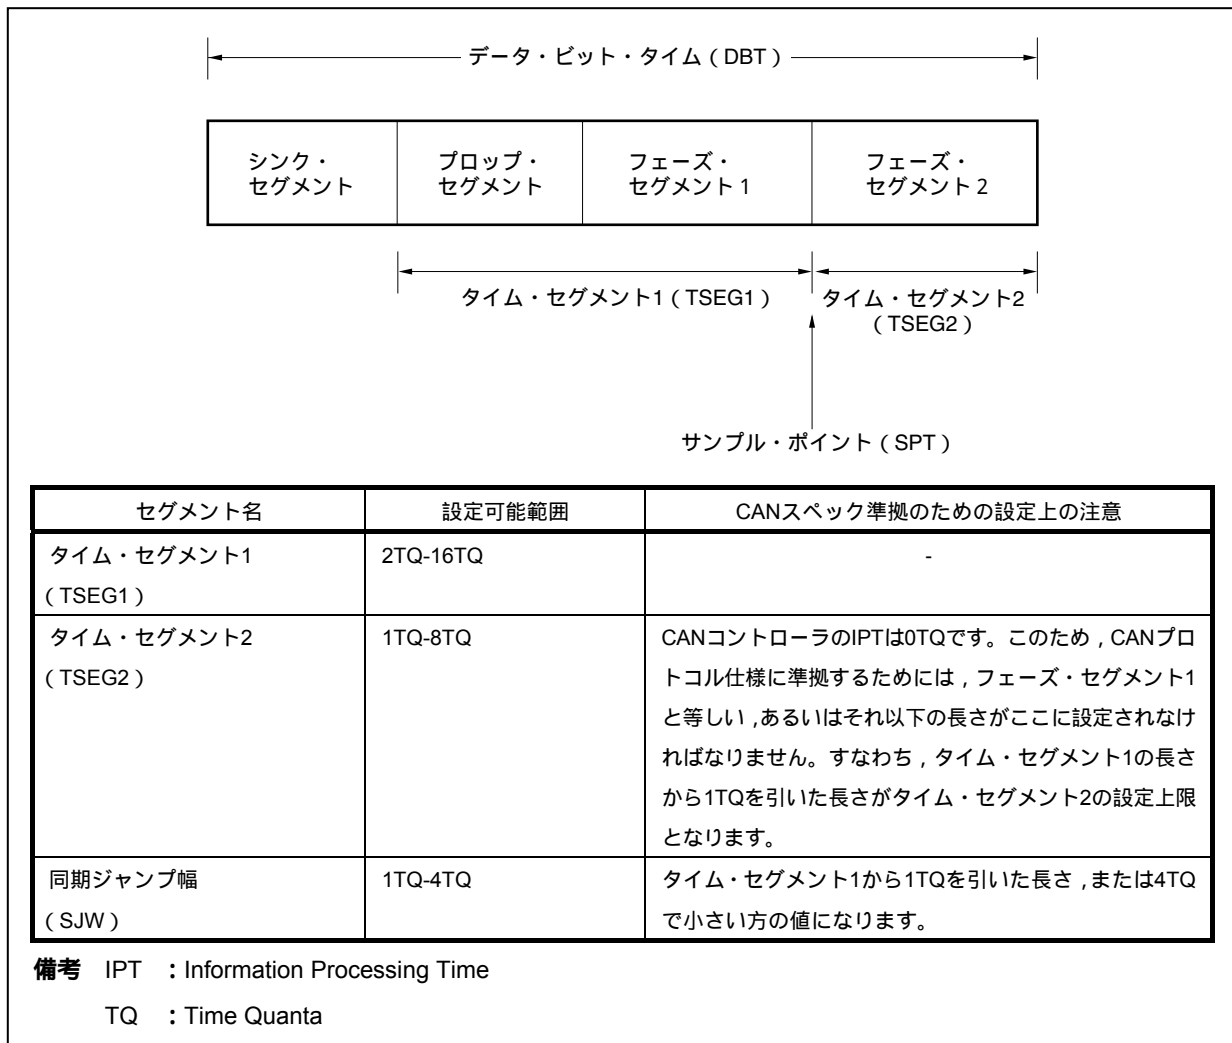 データ・ビット・タイム（DBT）
シンク・
セグメント
プロップ・
セグメント
フェーズ・
セグメント1
フェーズ・
セグメント2
タイム・セグメント1（TSEG1）
タイム・セグメント2
（TSEG2）
サンプル・ポイント（SPT）
セグメント名 設定可能範囲 CANスペック準拠のための設定上の注意
タイム・セグメント1 2TQ-16TQ -
（TSEG1）
タイム・セグメント2 1TQ-8TQ CANコントローラのIPTは0TQです。このため，CANプロ
（TSEG2） トコル仕様に準拠するためには，フェーズ・セグメント1
と等しい，あるいはそれ以下の長さがここに設定されなけ
ればなりません。すなわち，タイム・セグメント1の長さ
から1TQを引いた長さがタイム・セグメント2の設定上限
となります。
同期ジャンプ幅 1TQ-4TQ タイム・セグメント1から1TQを引いた長さ，または4TQ
（SJW） で小さい方の値になります。
備考 IPT ：Information Processing Time
TQ ：Time Quanta